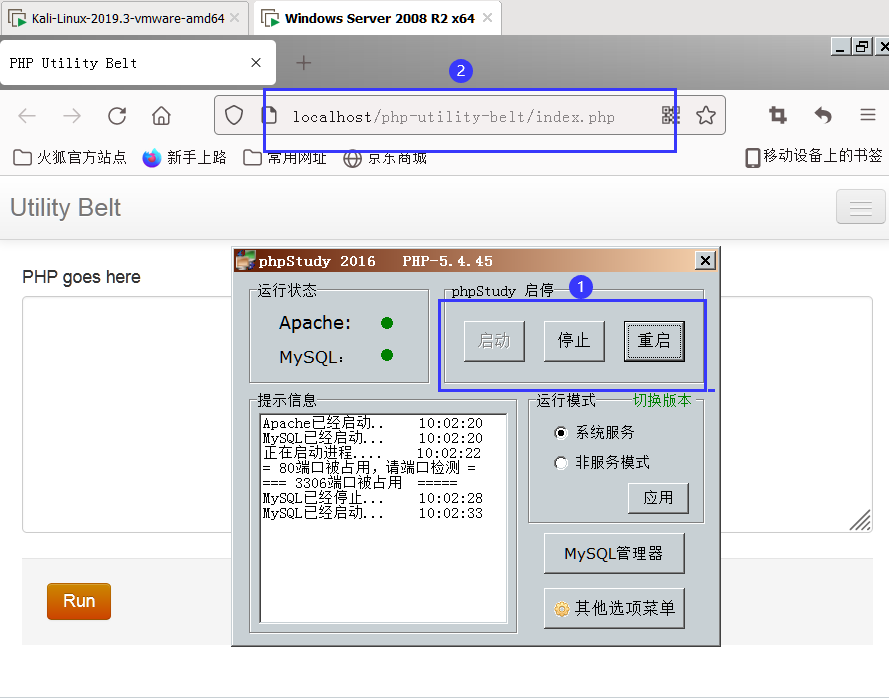 Kali-Linux-2019.3-vmware-amd64
Windows Server 2008 R2 x64
PHP Utility Belt
2
localhost/php-utility-belt/index.php
火狐官方站点
新手上路
常用网址
京东商城
移动设备上的书签
Utility Belt
PHP goes here
phpStudy 2016 PHP-5.4.45
运行状态
Apache:
MySQL:
phpStudy 启停
1
启动
停止
重启
提示信息
Apache已经启动.. 10:02:20
MySQL已经启动... 10:02:20
正在启动进程.... 10:02:22
= 80端口被占用，请端口检测 =
=== 3306端口被占用 =====
MySQL已经停止... 10:02:28
MySQL已经启动... 10:02:33
运行模式
切换版本
系统服务
非服务模式
应用
MySQL管理器
其他选项菜单
Run